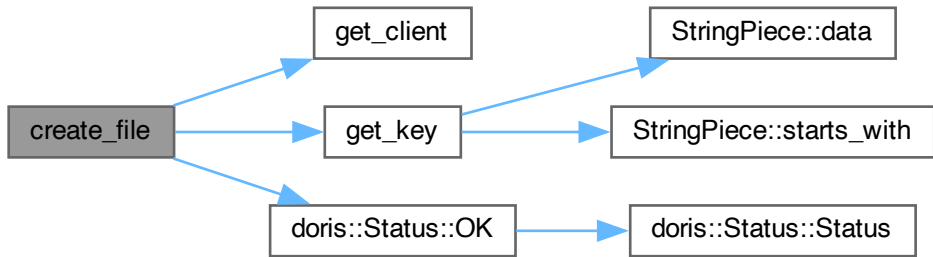 get_client
StringPiece::data
create_file
get_key
StringPiece::starts_with
doris::Status::OK
doris::Status::Status